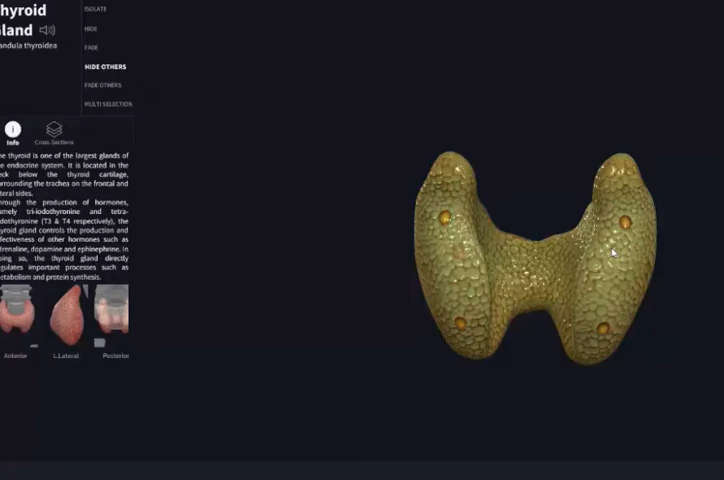 hyroid
land
andula thyroidea
ISOLATE
HIDE
FADE
HIDE OTHERS
FADE OTHERS
MULTI SELECTION
i
Info
Cross Sections
he thyroid is one of the largest glands of
e endocrine system. It is located in the
eck below the thyroid cartilage,
rrounding the trachea on the frontal and
teral sides.
hrough the production of hormones,
amely tri-iodothyronine and tetra-
dothyronine (T3 & T4 respectively), the
yroid gland controls the production and
fectiveness of other hormones such as
drenaline, dopamine and ephinephrine. In
oing so, the thyroid gland directly
gulates important processes such as
etabolism and protein synthesis.
Anterior
L.Lateral
Posterior